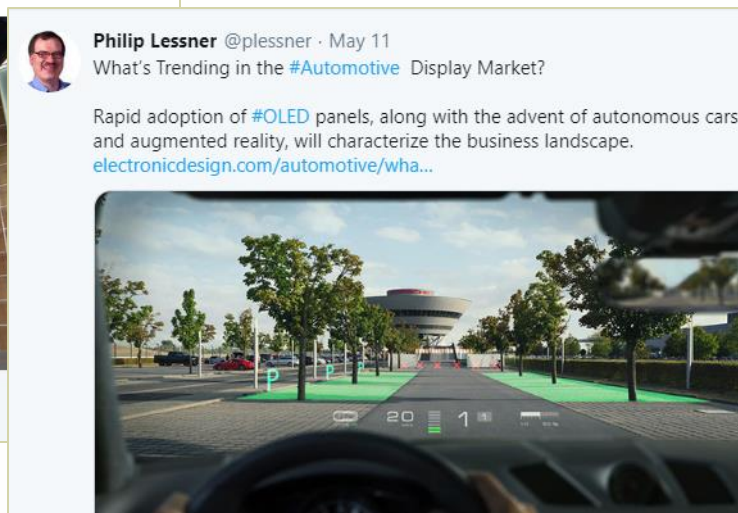 Philip Lessner @plessner · May 11
What's Trending in the #Automotive Display Market?
Rapid adoption of #OLED panels, along with the advent of autonomous cars
and augmented reality, will characterize the business landscape.
electronicdesign.com/automotive/wha...
P P P
20 1 1